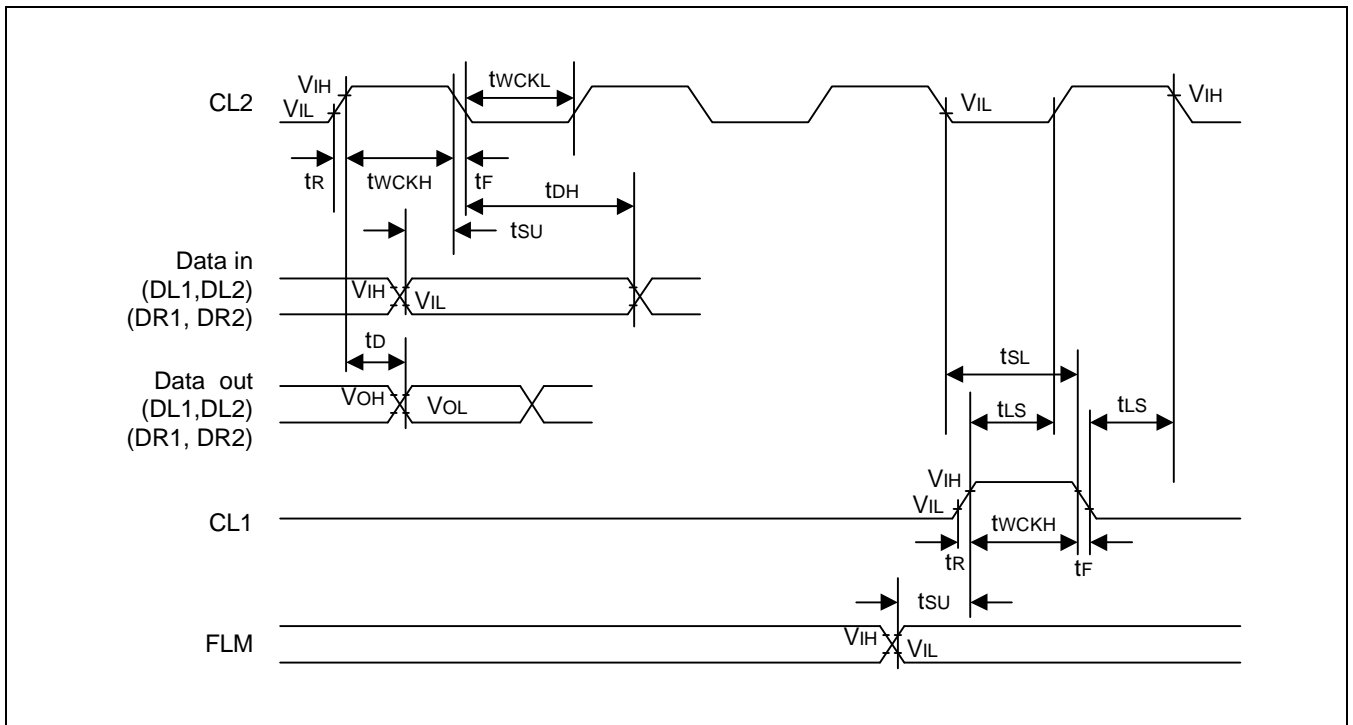 CL2
VIH
VIL
tWCKL
VIL
VIH
tR
tWCKH
tF
tDH
tSU
Data in
(DL1,DL2)
(DR1, DR2)
VIH
VIL
tD
Data out
(DL1,DL2)
(DR1, DR2)
VOH
VOL
tSL
tLS
tLS
CL1
VIH
VIL
tWCKH
tR
tF
tSU
FLM
VIH
VIL